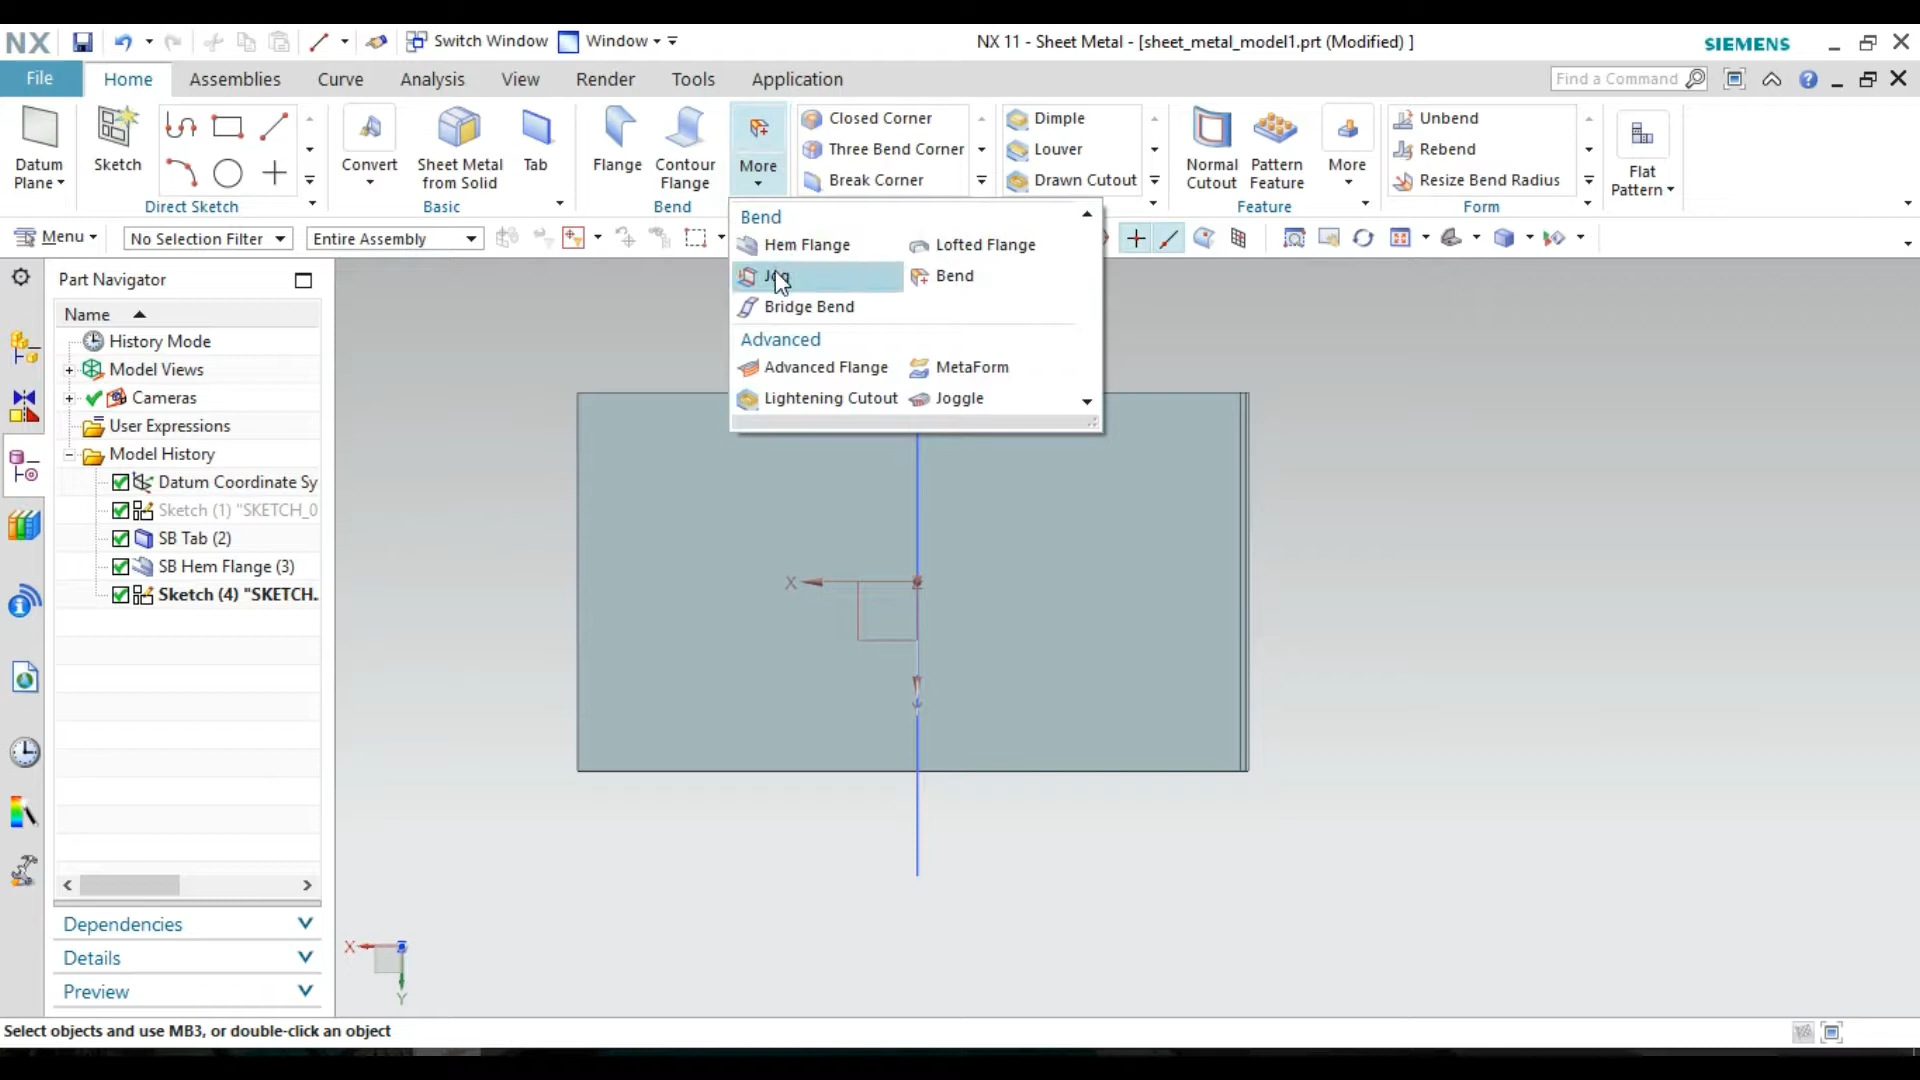 NX Switch Window Window NX 11 - Sheet Metal - [sheet_metal_model1.prt (Modified) ] SIEMENS
File Home Assemblies Curve Analysis View Render Tools Application Find a Command
Datum Plane
Sketch
Direct Sketch
Convert
Sheet Metal from Solid
Tab
Basic
Flange
Contour Flange
More
Bend
Closed Corner
Three Bend Corner
Break Corner
Dimple
Louver
Drawn Cutout
Normal Cutout
Pattern Feature
More
Feature
Unbend
Rebend
Resize Bend Radius
Form
Flat Pattern
Menu No Selection Filter Entire Assembly
Bend
Hem Flange Lofted Flange
Jog Bend
Bridge Bend
Advanced
Advanced Flange MetaForm
Lightening Cutout Joggle
Part Navigator
Name
History Mode
Model Views
Cameras
User Expressions
Model History
Datum Coordinate Sy
Sketch (1) "SKETCH_0
SB Tab (2)
SB Hem Flange (3)
Sketch (4) "SKETCH.
Dependencies
Details
Preview
X
X
Y
Select objects and use MB3, or double-click an object